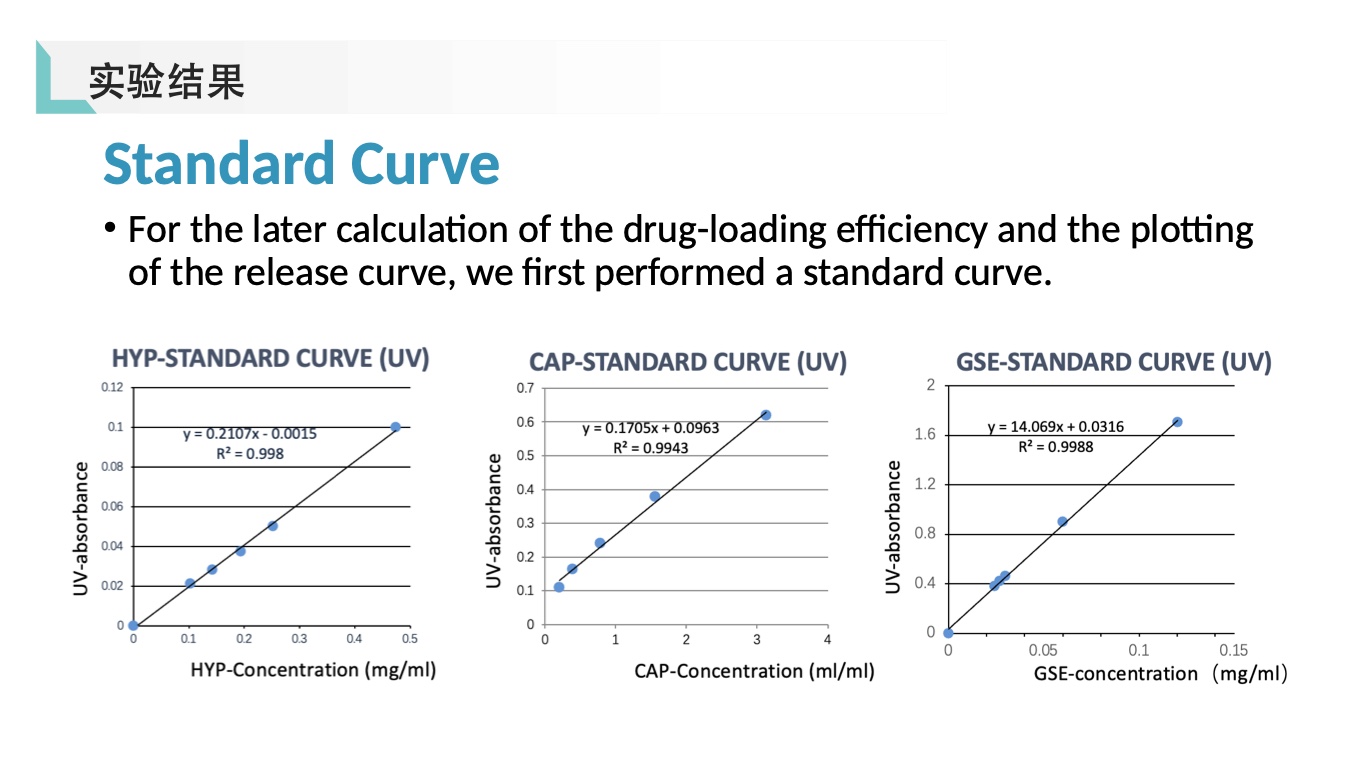 实验结果
Standard Curve
• For the later calculation of the drug-loading efficiency and the plotting
of the release curve, we first performed a standard curve.
HYP-STANDARD CURVE (UV)
0.12
0.1
0.08
0.06
0.04
0.02
0
y = 0.2107x - 0.0015
R² = 0.998
UV-absorbance
0 0.1 0.2 0.3 0.4 0.5
HYP-Concentration (mg/ml)
CAP-STANDARD CURVE (UV)
0.7
0.6
0.5
0.4
0.3
0.2
0.1
0
y = 0.1705x + 0.0963
R² = 0.9943
UV-absorbance
0 1 2 3 4
CAP-Concentration (ml/ml)
GSE-STANDARD CURVE (UV)
2
1.6
1.2
0.8
0.4
0
y = 14.069x + 0.0316
R² = 0.9988
UV-absorbance
0 0.05 0.1 0.15
GSE-concentration（mg/ml）